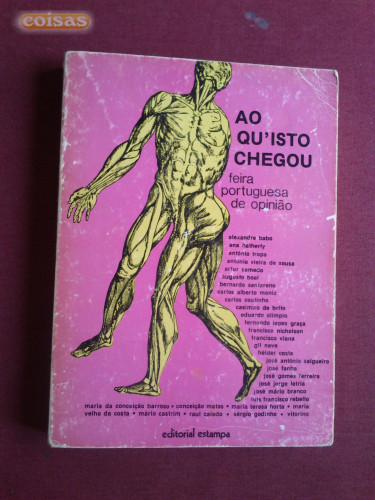 coisas
AO
QU'ISTO
CHEGOU
feira
portuguesa
de opinião
alexandre babo
ana hatherly
antónio tropa
antonio vieira de sousa
artur semedo
augusto boal
bernardo santareno
carlos alberto moniz
carlos coutinho
casimiro de brito
eduardo olimpio
fernando lopes graça
francisco nicholson
francisco viana
gil nave
hélder costa
josé antónio salgueiro
josé fanha
josé gomes ferreira
josé jorge letria
josé mário branco
luís francisco rebello
maria da conceição barroso • conceição matos • maria teresa horta • maria
velho da costa • mário castrim • raul calado • sérgio godinho • vitorino
editorial estampa